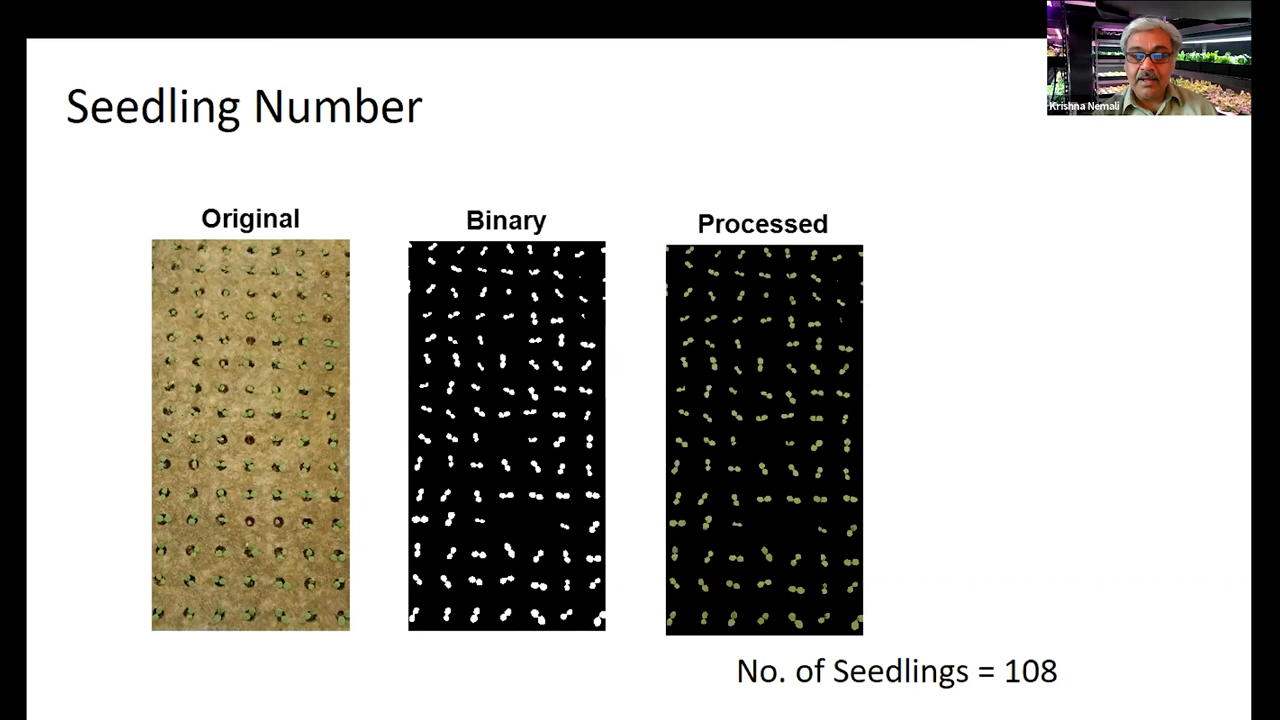 Krishna Nemali
Seedling Number
Original
Binary
Processed
No. of Seedlings = 108